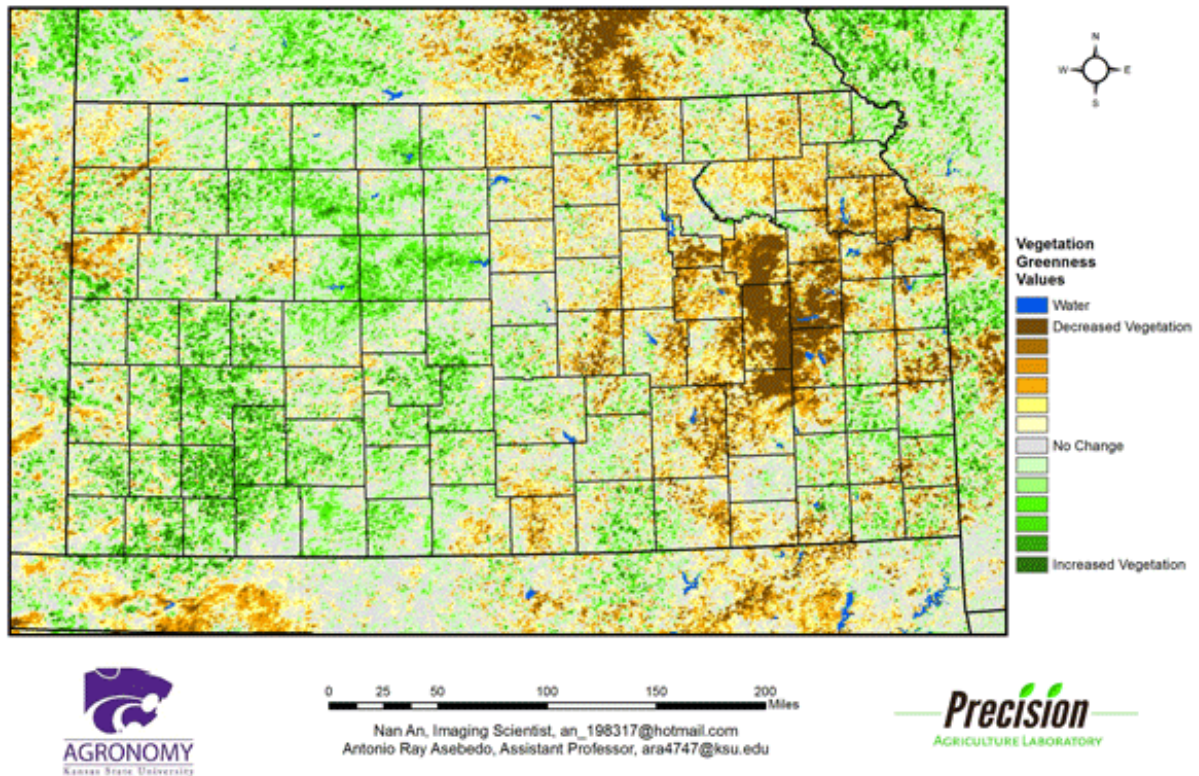 N
W
E
S
Vegetation
Greenness
Values
Water
Decreased Vegetation
No Change
Increased Vegetation
0 25 50 100 150 200
Miles
Nan An, Imaging Scientist, an_198317@hotmail.com
Antonio Ray Asebedo, Assistant Professor, ara4747@ksu.edu
AGRONOMY
Kansas State University
Precision
AGRICULTURE LABORATORY